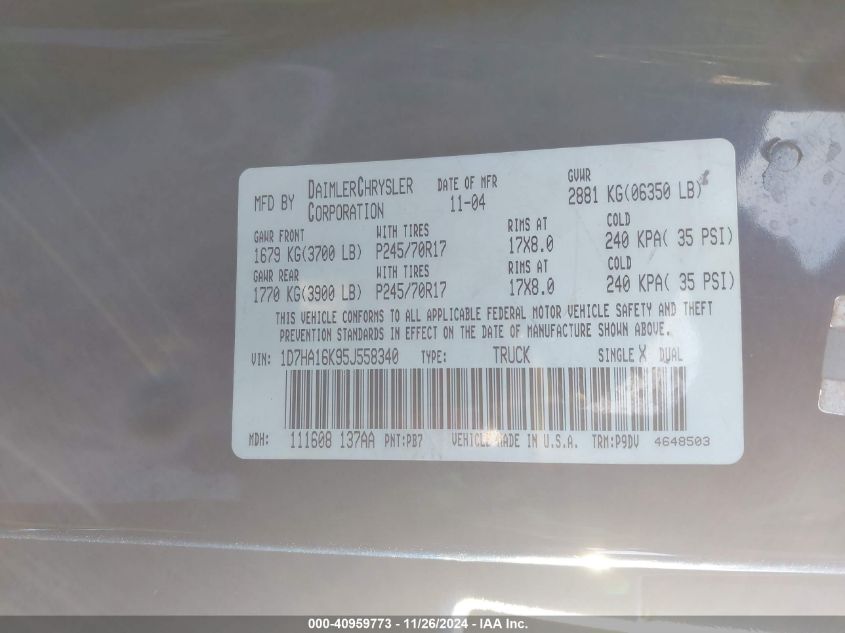 MFD BY DAIMLERCHRYSLER CORPORATION DATE OF MFR 11-04 GVWR 2881 KG(06350 LB)
GAWR FRONT WITH TIRES RIMS AT COLD
1679 KG(3700 LB) P245/70R17 17X8.0 240 KPA( 35 PSI)
GAWR REAR WITH TIRES RIMS AT COLD
1770 KG(3900 LB) P245/70R17 17X8.0 240 KPA( 35 PSI)
THIS VEHICLE CONFORMS TO ALL APPLICABLE FEDERAL MOTOR VEHICLE SAFETY AND THEFT
PREVENTION STANDARDS IN EFFECT ON THE DATE OF MANUFACTURE SHOWN ABOVE.
VIN: 1D7HA16K95J558340 TYPE: TRUCK SINGLE X DUAL
MDH: 111608 137AA PNT:PB7 VEHICLE MADE IN U.S.A. TRM:P9DV 4648503
000-40959773 - 11/26/2024 - IAA Inc.